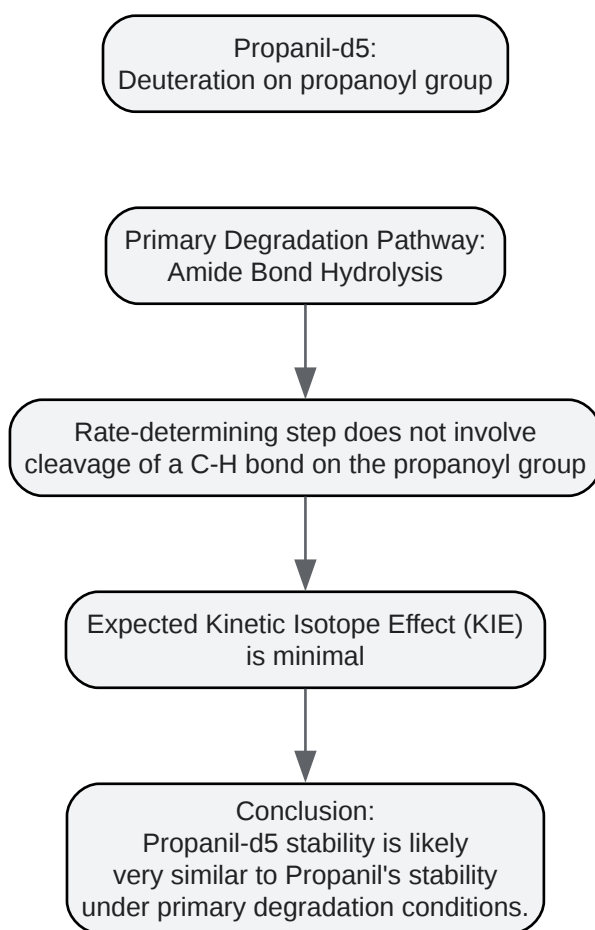 Propanil-d5:
Deuteration on propanoyl group
Primary Degradation Pathway:
Amide Bond Hydrolysis
Rate-determining step does not involve
cleavage of a C-H bond on the propanoyl group
Expected Kinetic Isotope Effect (KIE)
is minimal
Conclusion:
Propanil-d5 stability is likely
very similar to Propanil's stability
under primary degradation conditions.